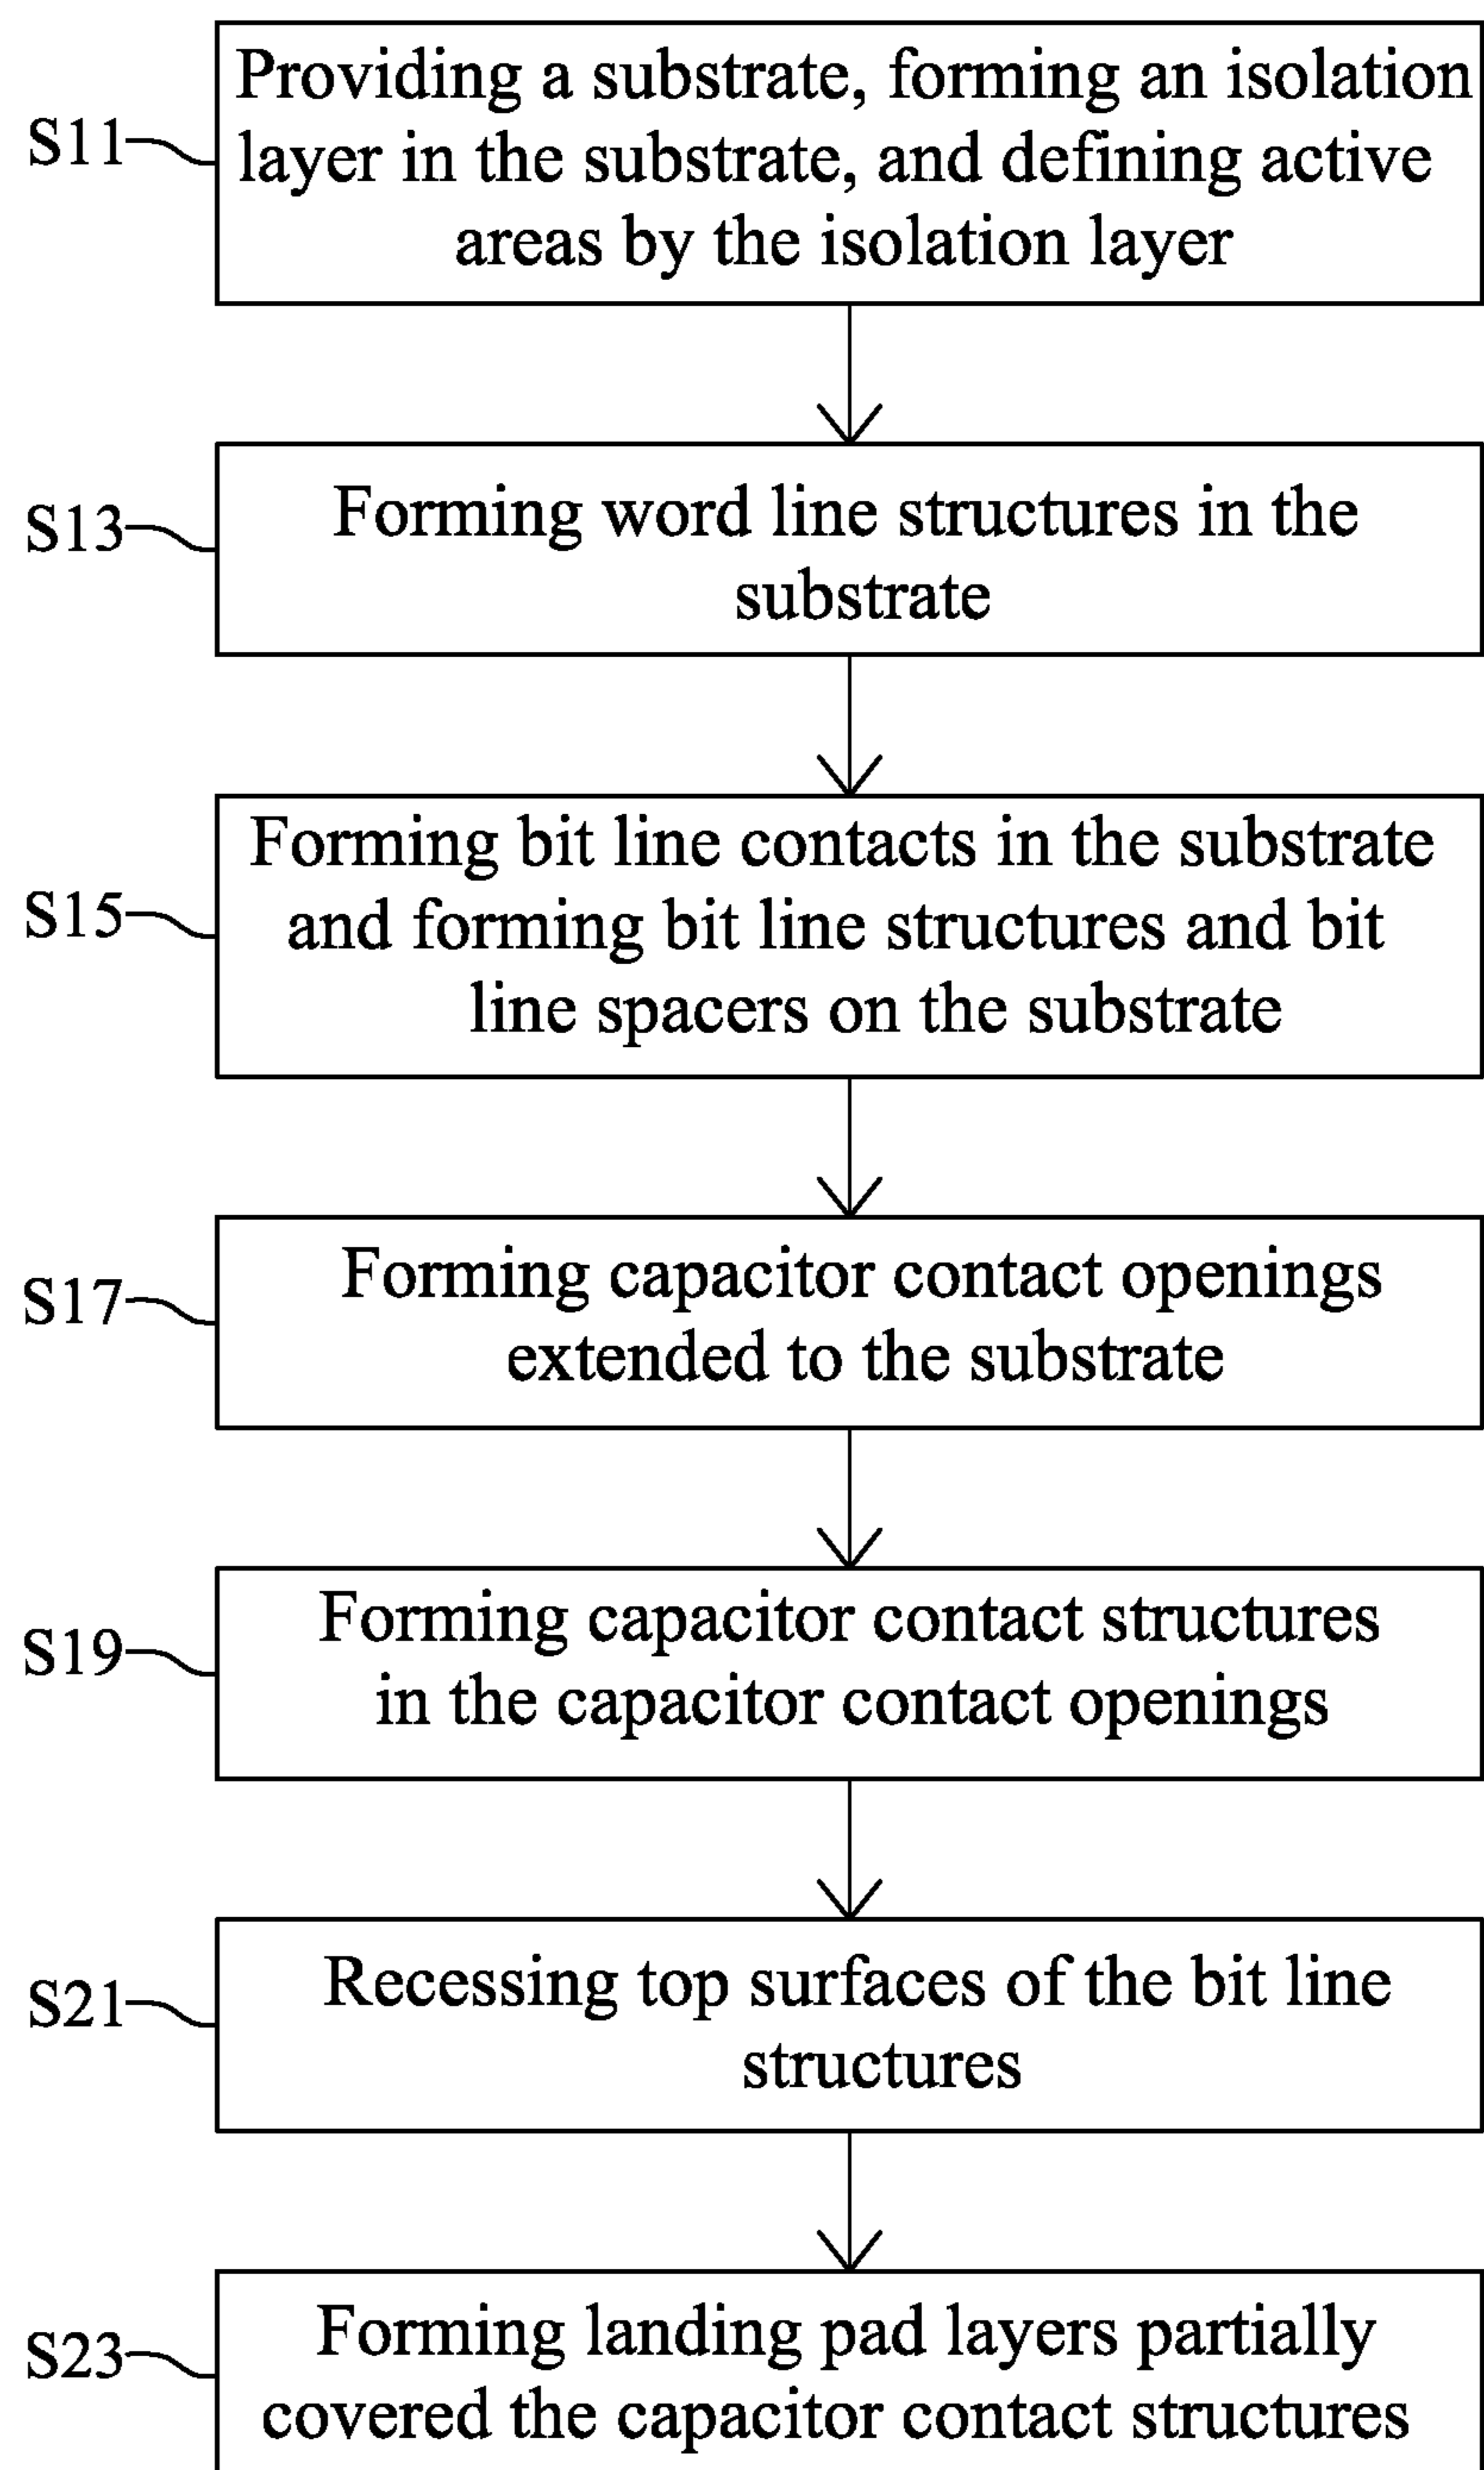 S11
Providing a substrate, forming an isolation
layer in the substrate, and defining active
areas by the isolation layer
S13
Forming word line structures in the
substrate
S15
Forming bit line contacts in the substrate
and forming bit line structures and bit
line spacers on the substrate
S17
Forming capacitor contact openings
extended to the substrate
S19
Forming capacitor contact structures
in the capacitor contact openings
S21
Recessing top surfaces of the bit line
structures
S23
Forming landing pad layers partially
covered the capacitor contact structures